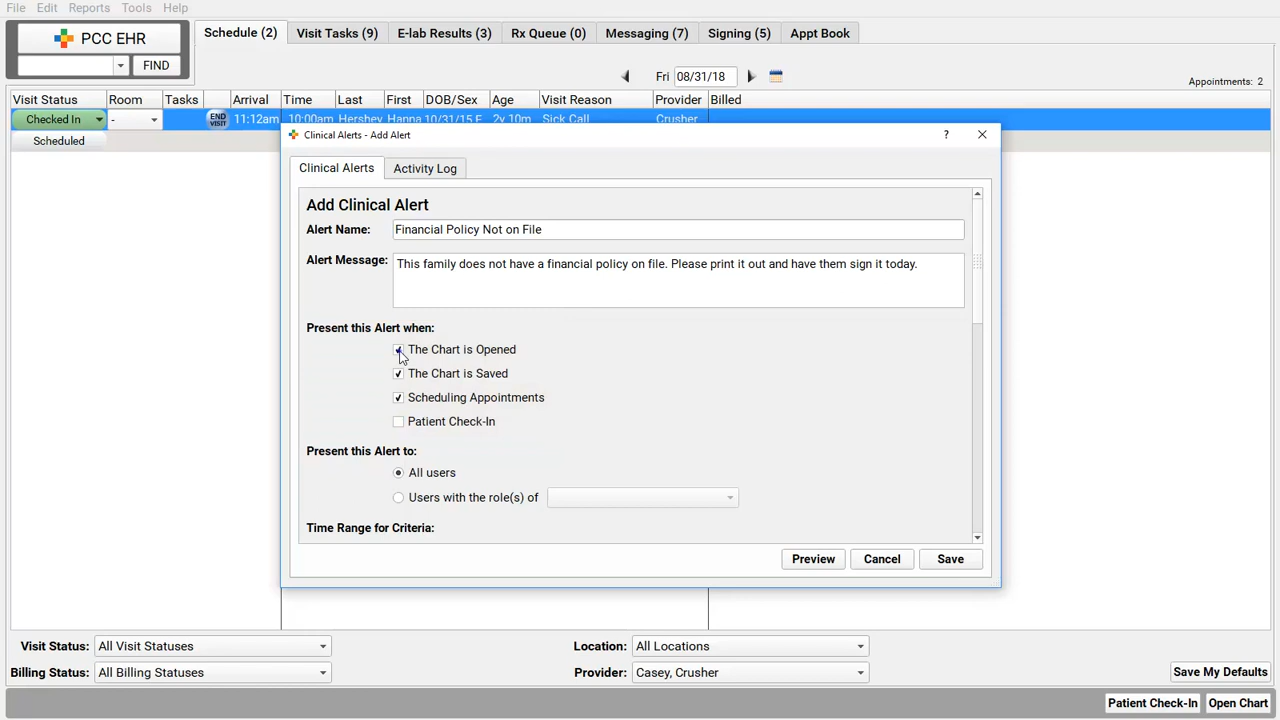 File Edit Reports Tools Help
PCC EHR
FIND
Schedule (2) Visit Tasks (9) E-lab Results (3) Rx Queue (0) Messaging (7) Signing (5) Appt Book
Fri 08/31/18
Appointments: 2
Visit Status Room Tasks Arrival Time Last First DOB/Sex Age Visit Reason Provider Billed
Checked In - END VISIT 11:12am 10:00am Hershey Hanna 10/31/15 F 2y 10m Sick Call Crusher
Scheduled
Clinical Alerts - Add Alert ?
Clinical Alerts Activity Log
Add Clinical Alert
Alert Name: Financial Policy Not on File
Alert Message: This family does not have a financial policy on file. Please print it out and have them sign it today.
Present this Alert when:
The Chart is Opened
The Chart is Saved
Scheduling Appointments
Patient Check-In
Present this Alert to:
All users
Users with the role(s) of
Time Range for Criteria:
Preview Cancel Save
Visit Status: All Visit Statuses Location: All Locations
Billing Status: All Billing Statuses Provider: Casey, Crusher Save My Defaults
Patient Check-In Open Chart